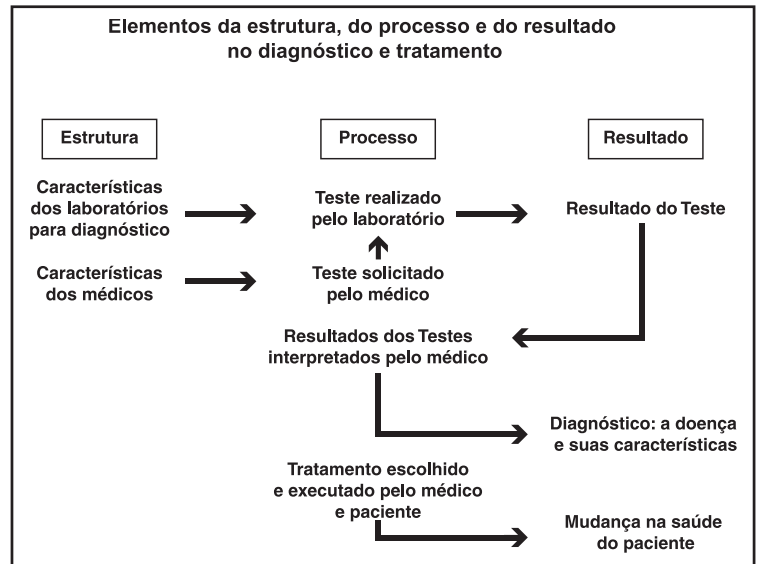 Elementos da estrutura, do processo e do resultado
no diagnóstico e tratamento
Estrutura
Processo
Resultado
Características
dos laboratórios
para diagnóstico
Teste realizado
pelo laboratório
Resultado do Teste
Características
dos médicos
Teste solicitado
pelo médico
Resultados dos Testes
interpretados pelo médico
Diagnóstico: a doença
e suas características
Tratamento escolhido
e executado pelo médico
e paciente
Mudança na saúde
do paciente